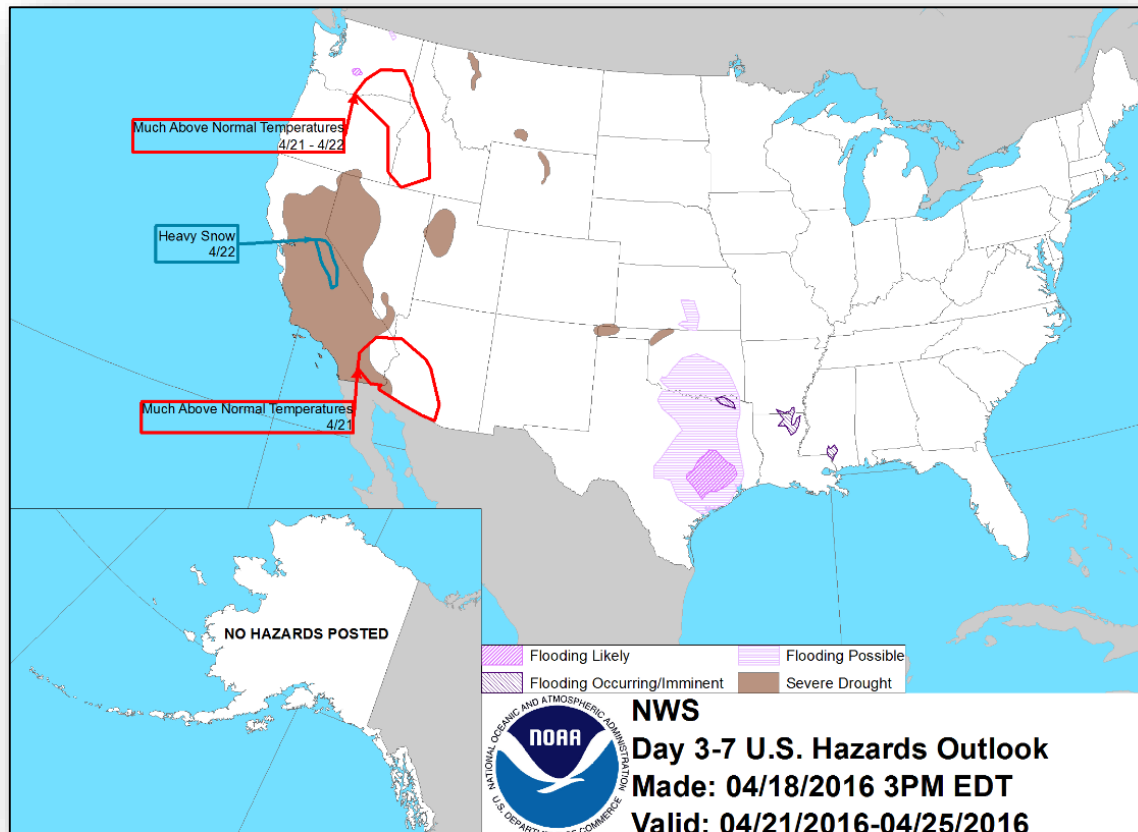 Much Above Normal Temperatures
4/21 - 4/22
Heavy Snow
4/22
Much Above Normal Temperatures
4/21
NO HAZARDS POSTED
Flooding Likely
Flooding Possible
Flooding Occurring/Imminent
Severe Drought
NATIONAL OCEANIC AND ATMOSPHERIC ADMINISTRATION
NOAA
U.S. DEPARTMENT OF COMMERCE
NWS
Day 3-7 U.S. Hazards Outlook
Made: 04/18/2016 3PM EDT
Valid: 04/21/2016-04/25/2016